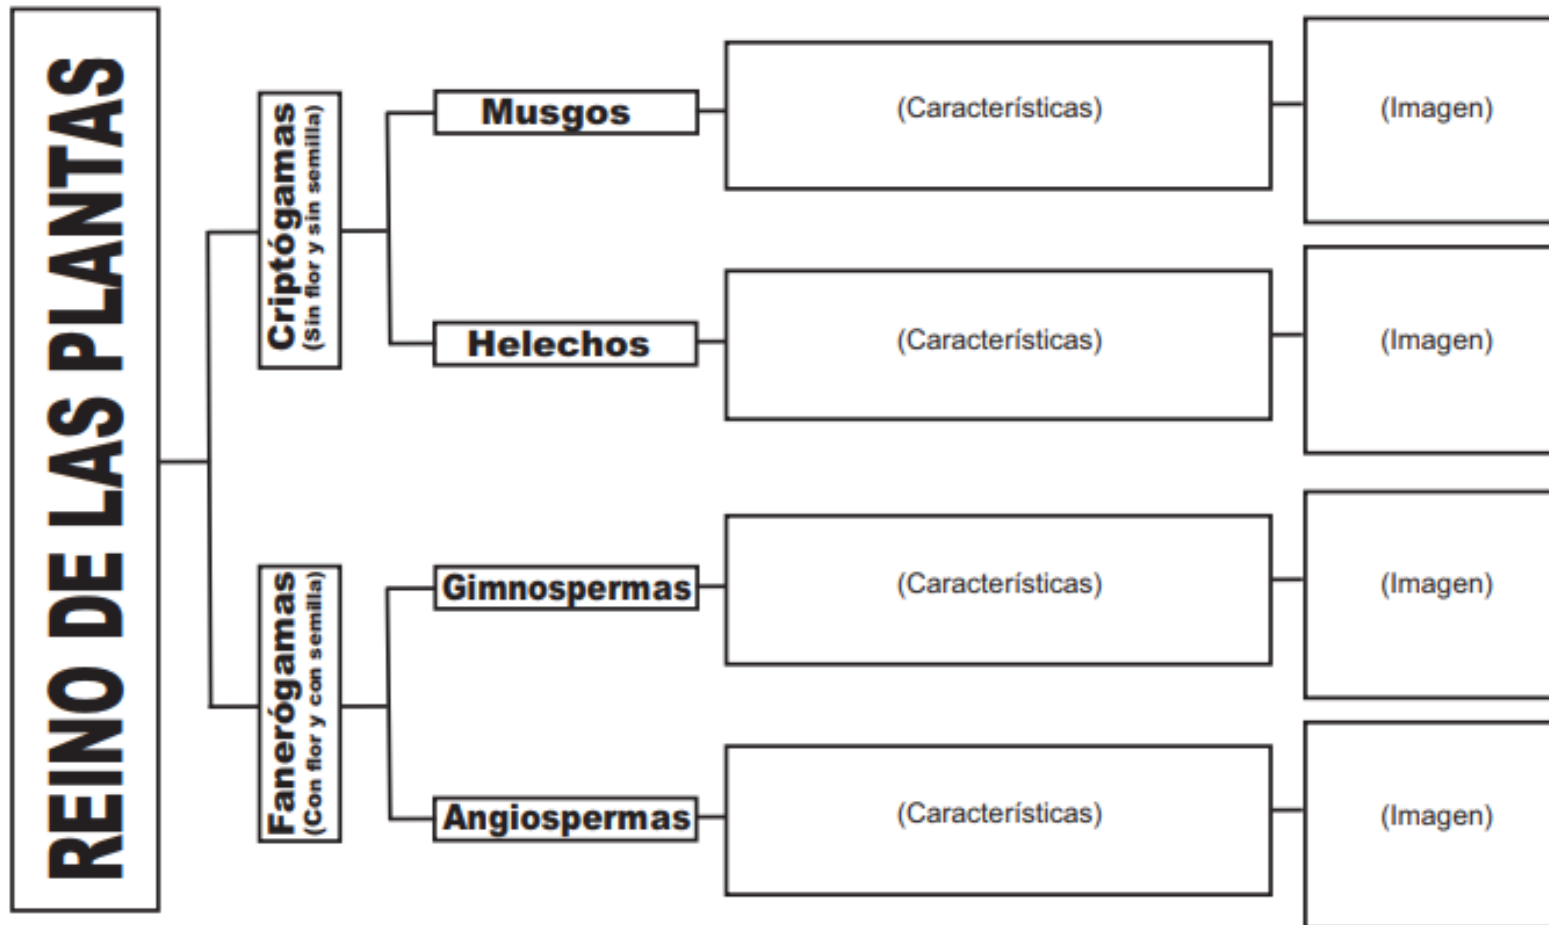 REINO DE LAS PLANTAS
Criptógamas
(Sin flor y sin semilla)
Musgos
(Características)
(Imagen)
Helechos
(Características)
(Imagen)
Fanerógamas
(Con flor y con semilla)
Gimnospermas
(Características)
(Imagen)
Angiospermas
(Características)
(Imagen)